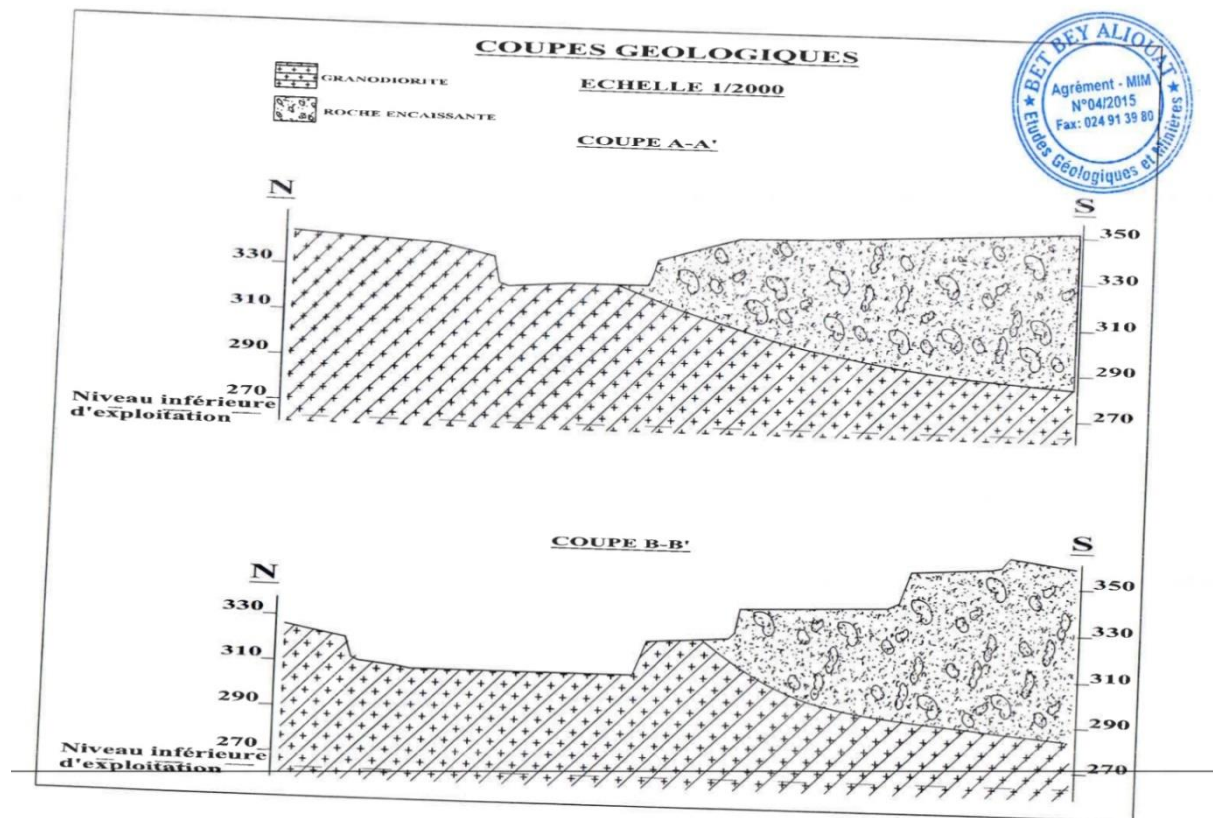 COUPES GEOLOGIQUES
GRANODIORITE
ECHELLE 1/2000
ROCHE ENCAISSANTE
COUPE A-A'
BET BEY ALIOUAT
Agrément - MIM
N°04/2015
Fax: 024 91 39 80
Etudes Géologiques et Minières
N
S
330
310
290
270
Niveau inférieure
d'exploitation
350
330
310
290
270
COUPE B-B'
N
S
330
310
290
270
Niveau inférieure
d'exploitation
350
330
310
290
270